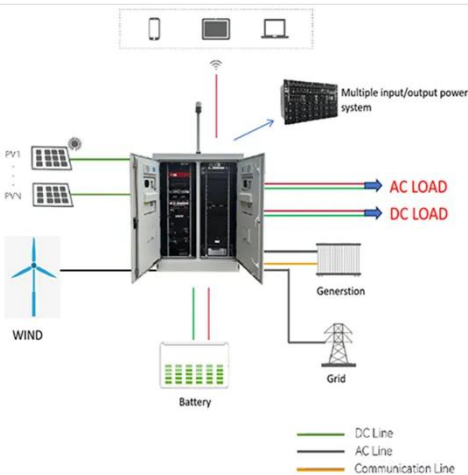 Multiple input/output power
system
PV1
PVN
AC LOAD
DC LOAD
WIND
Generstion
Grid
Battery
DC Line
AC Line
Communication Line